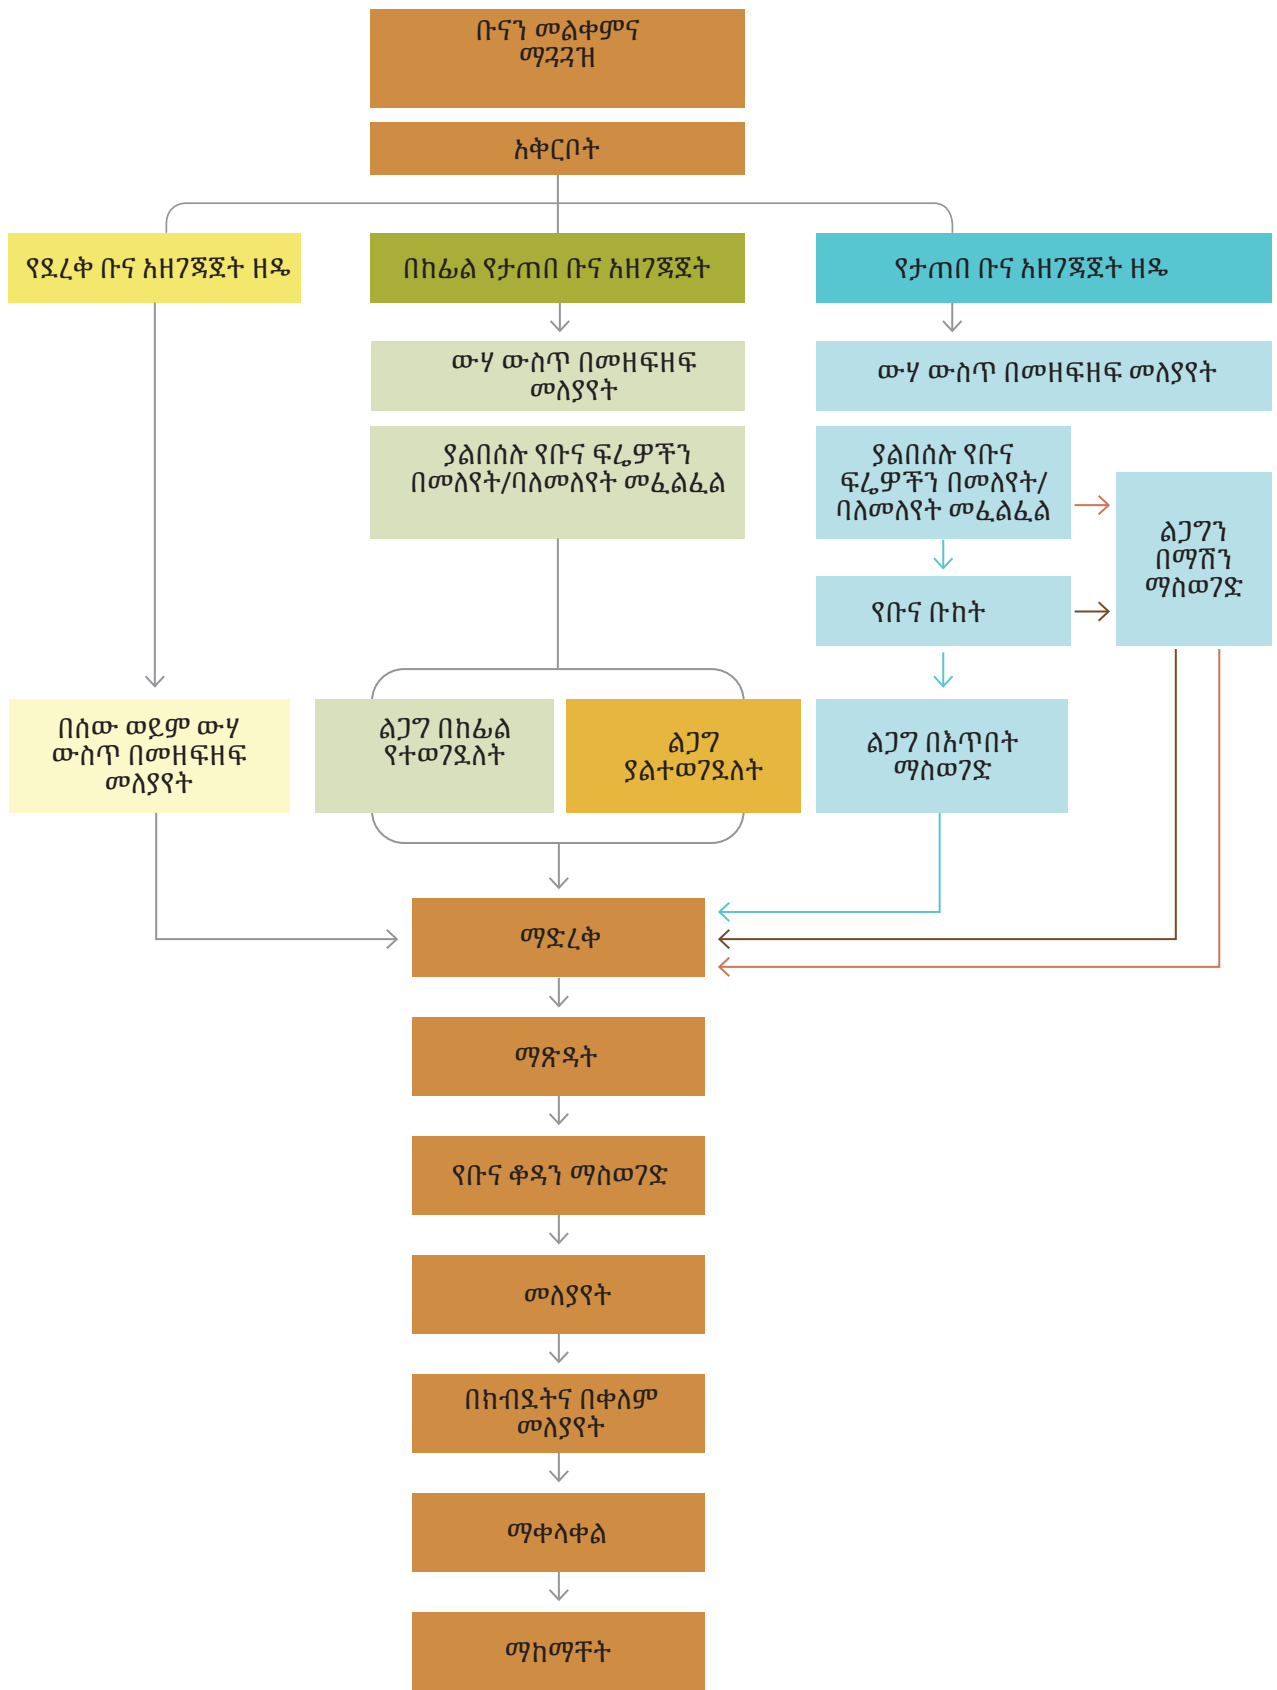 ቡናን መልቀምና
ማጓጓዝ
አቅርቦት
የደረቅ ቡና አዘገጃጀት ዘዴ
በከፊል የታጠበ ቡና አዘገጃጀት
የታጠበ ቡና አዘገጃጀት ዘዴ
ውሃ ውስጥ በመዘፍዘፍ
መለያየት
ውሃ ውስጥ በመዘፍዘፍ መለያየት
ያልበሰሉ የቡና ፍሬዎችን
በመለየት/ባለመለየት መፈልፈል
ያልበሰሉ የቡና
ፍሬዎችን በመለየት/
ባለመለየት መፈልፈል
ልጋግን
በማሽን
ማስወገድ
የቡና ቡከት
በሰው ወይም ውሃ
ውስጥ በመዘፍዘፍ
መለያየት
ልጋግ በከፊል
የተወገደለት
ልጋግ
ያልተወገደለት
ልጋግ በእጥበት
ማስወገድ
ማድረቅ
ማጽዳት
የቡና ቆዳን ማስወገድ
መለያየት
በክብደትና በቀለም
መለያየት
ማቀላቀል
ማከማቸት